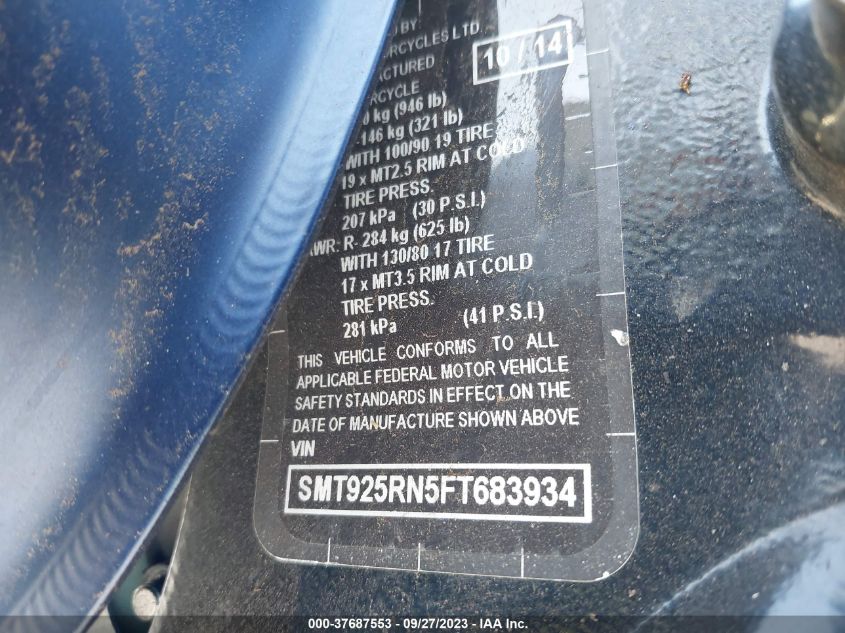 BY
RCYCLES LTD.
10 / 14
ACTURED
RCYCLE
0 kg (946 lb)
146 kg (321 lb)
WITH 100/90 19 TIRE
19 x MT2.5 RIM AT COLD
TIRE PRESS.
207 kPa (30 P.S.I.)
WR: R- 284 kg (625 lb)
WITH 130/80 17 TIRE
17 x MT3.5 RIM AT COLD
TIRE PRESS.
281 kPa (41 P.S.I.)
THIS VEHICLE CONFORMS TO ALL
APPLICABLE FEDERAL MOTOR VEHICLE
SAFETY STANDARDS IN EFFECT ON THE
DATE OF MANUFACTURE SHOWN ABOVE
VIN
SMT925RN5FT683934
000-37687553 - 09/27/2023 - © IAA Inc.